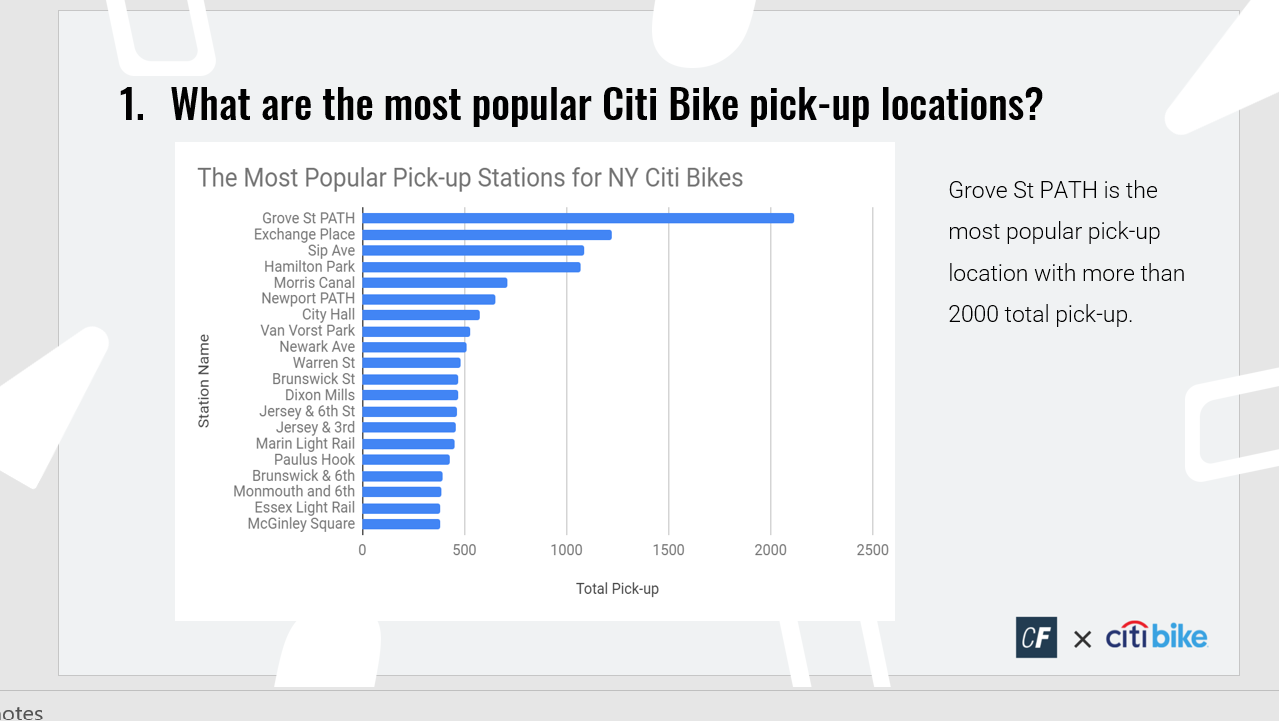 1. What are the most popular Citi Bike pick-up locations?
The Most Popular Pick-up Stations for NY Citi Bikes
Station Name
Grove St PATH
Exchange Place
Sip Ave
Hamilton Park
Morris Canal
Newport PATH
City Hall
Van Vorst Park
Newark Ave
Warren St
Brunswick St
Dixon Mills
Jersey & 6th St
Jersey & 3rd
Marin Light Rail
Paulus Hook
Brunswick & 6th
Monmouth and 6th
Essex Light Rail
McGinley Square
0 500 1000 1500 2000 2500
Total Pick-up
Grove St PATH is the
most popular pick-up
location with more than
2000 total pick-up.
CF × citi bike
notes